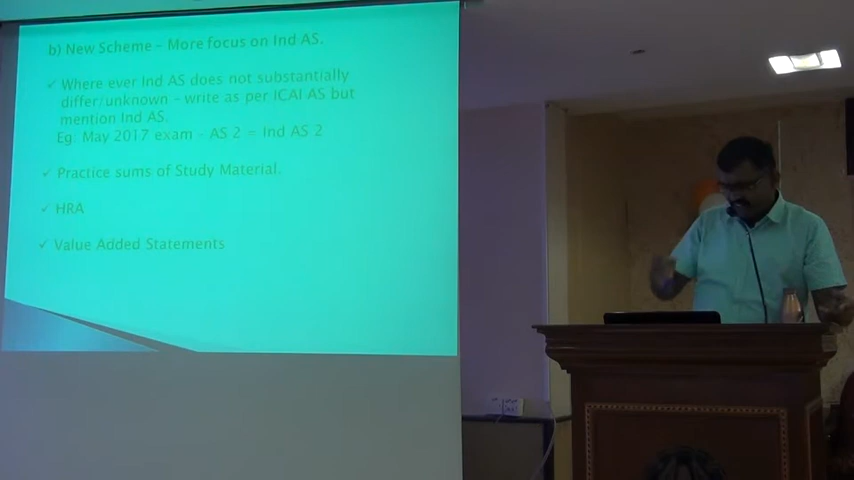 b) New Scheme – More focus on Ind AS.
✓ Where ever Ind AS does not substantially
differ/unknown – write as per ICAI AS but
mention Ind AS.
Eg: May 2017 exam – AS 2 = Ind AS 2
✓ Practice sums of Study Material.
✓ HRA
✓ Value Added Statements